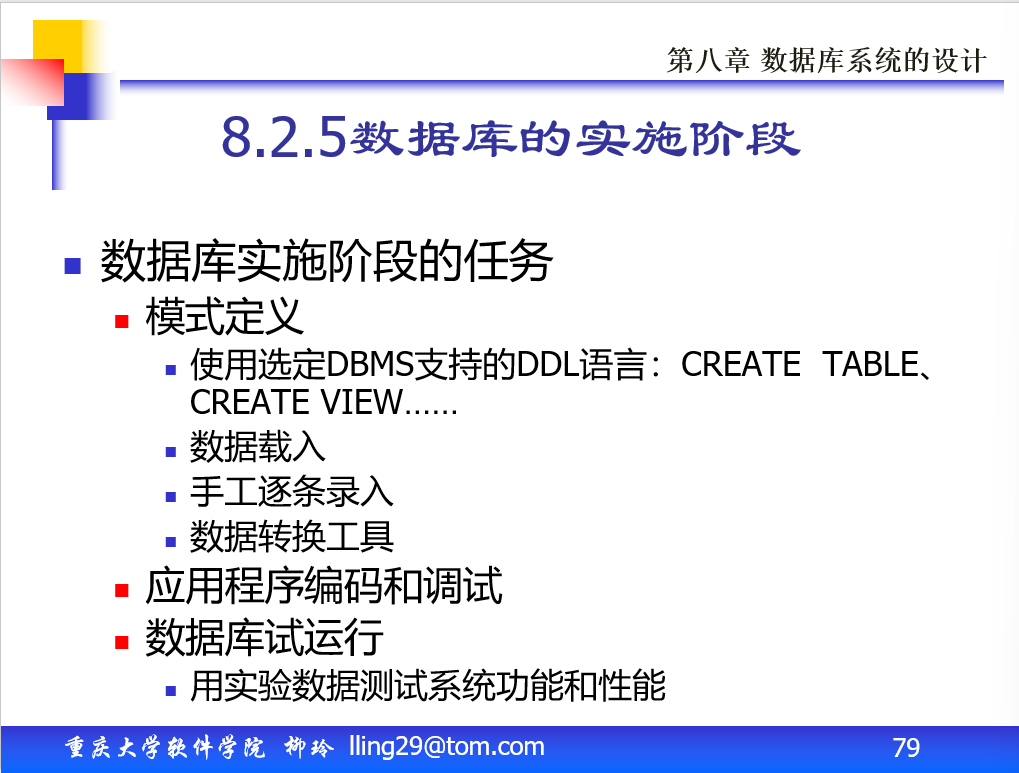 第八章 数据库系统的设计
8.2.5数据库的实施阶段
数据库实施阶段的任务
模式定义
使用选定DBMS支持的DDL语言：CREATE TABLE、
CREATE VIEW……
数据载入
手工逐条录入
数据转换工具
应用程序编码和调试
数据库试运行
用实验数据测试系统功能和性能
重庆大学软件学院 柳玲 lling29@tom.com 79